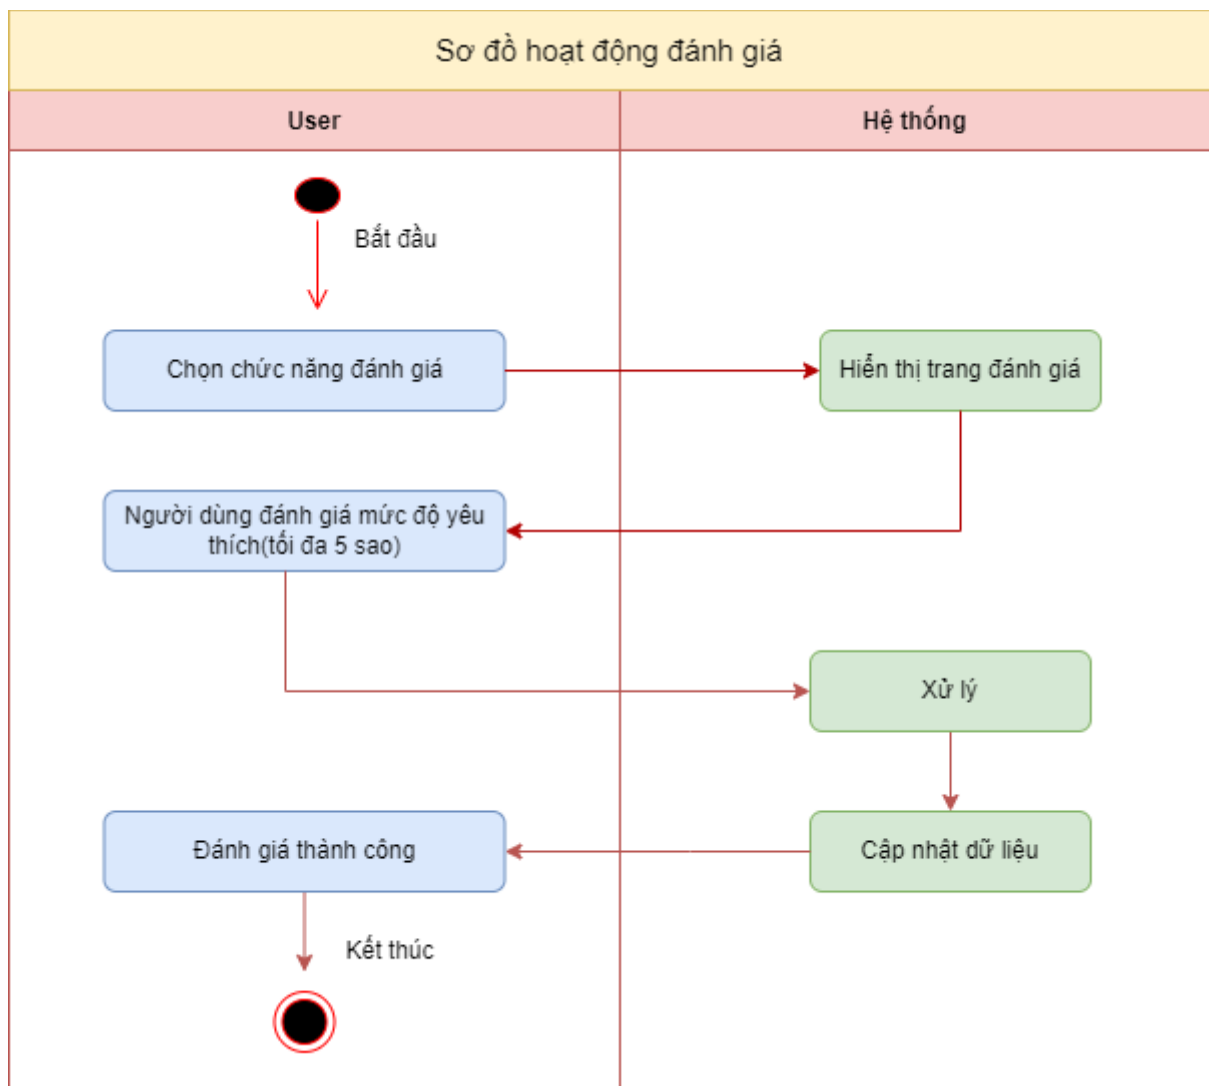 Sơ đồ hoạt động đánh giá
User
Hệ thống
Bắt đầu
Chọn chức năng đánh giá
Hiển thị trang đánh giá
Người dùng đánh giá mức độ yêu
thích(tối đa 5 sao)
Xử lý
Đánh giá thành công
Cập nhật dữ liệu
Kết thúc